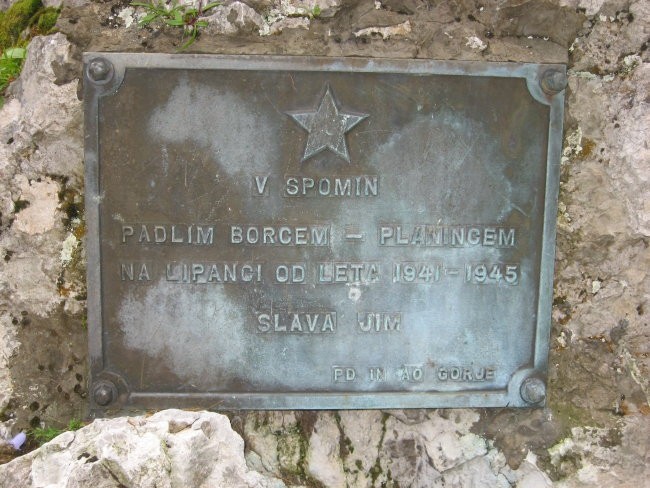 V SPOMIN
PADLIM BORCEM — PLANINCEM
NA LIPANCI OD LETA 1941-1945
SLAVA JIM
PD IN AO GORJE